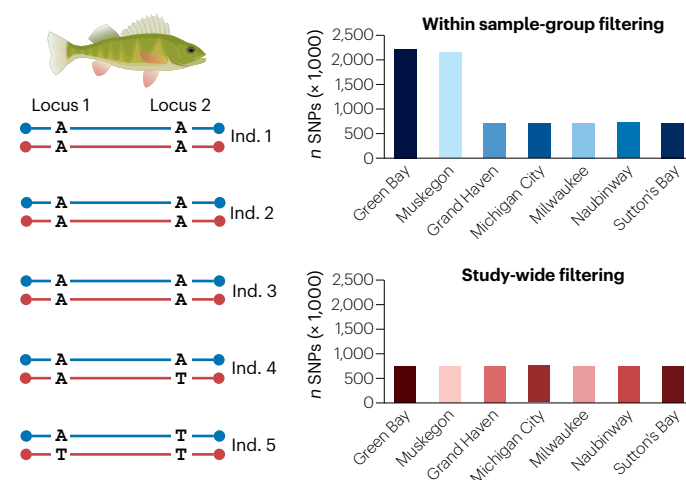 Locus 1 Locus 2
A A
A A
Ind. 1
A A
A A
Ind. 2
A A
A A
Ind. 3
A A
A T
Ind. 4
A T
T T
Ind. 5
Within sample-group filtering
n SNPs (× 1,000)
2,500
2,000
1,500
1,000
500
0
Green Bay
Muskegon
Grand Haven
Michigan City
Milwaukee
Naubinway
Sutton's Bay
Study-wide filtering
n SNPs (× 1,000)
2,500
2,000
1,500
1,000
500
0
Green Bay
Muskegon
Grand Haven
Michigan City
Milwaukee
Naubinway
Sutton's Bay